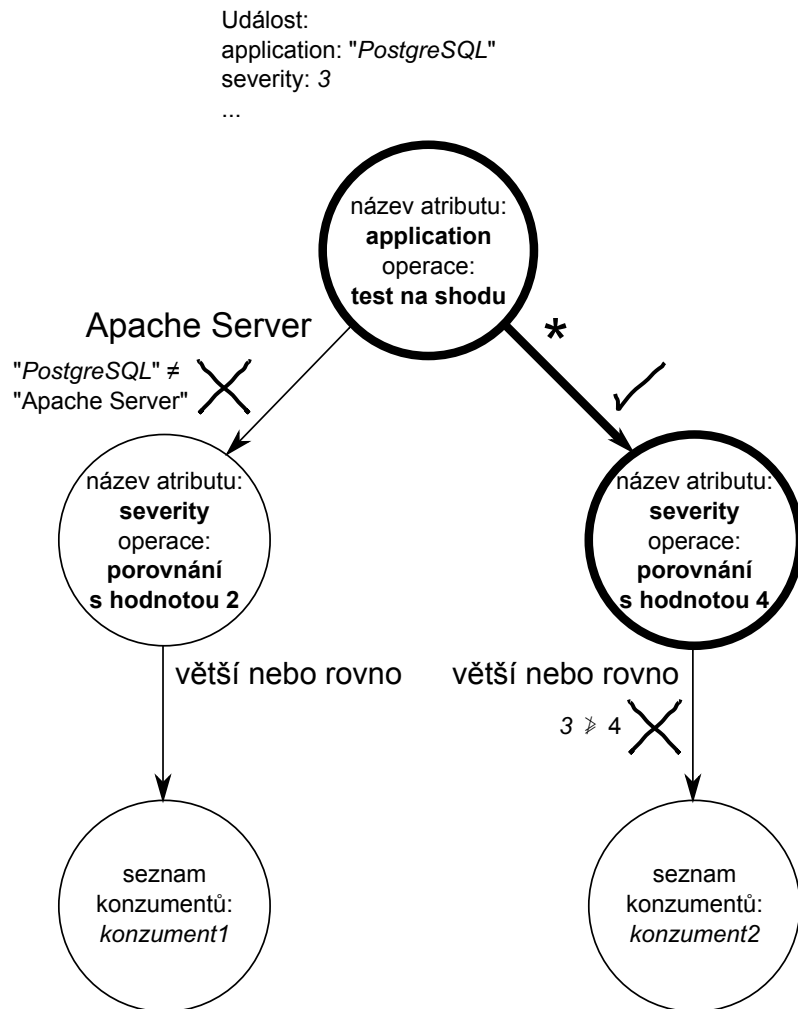 Událost:
application: "PostgreSQL"
severity: 3
...
název atributu:
application
operace:
test na shodu
Apache Server
*
"PostgreSQL" ≠
"Apache Server"
název atributu:
severity
operace:
porovnání
s hodnotou 2
název atributu:
severity
operace:
porovnání
s hodnotou 4
větší nebo rovno
větší nebo rovno
3 ≱ 4
seznam
konzumentů:
konzument1
seznam
konzumentů:
konzument2